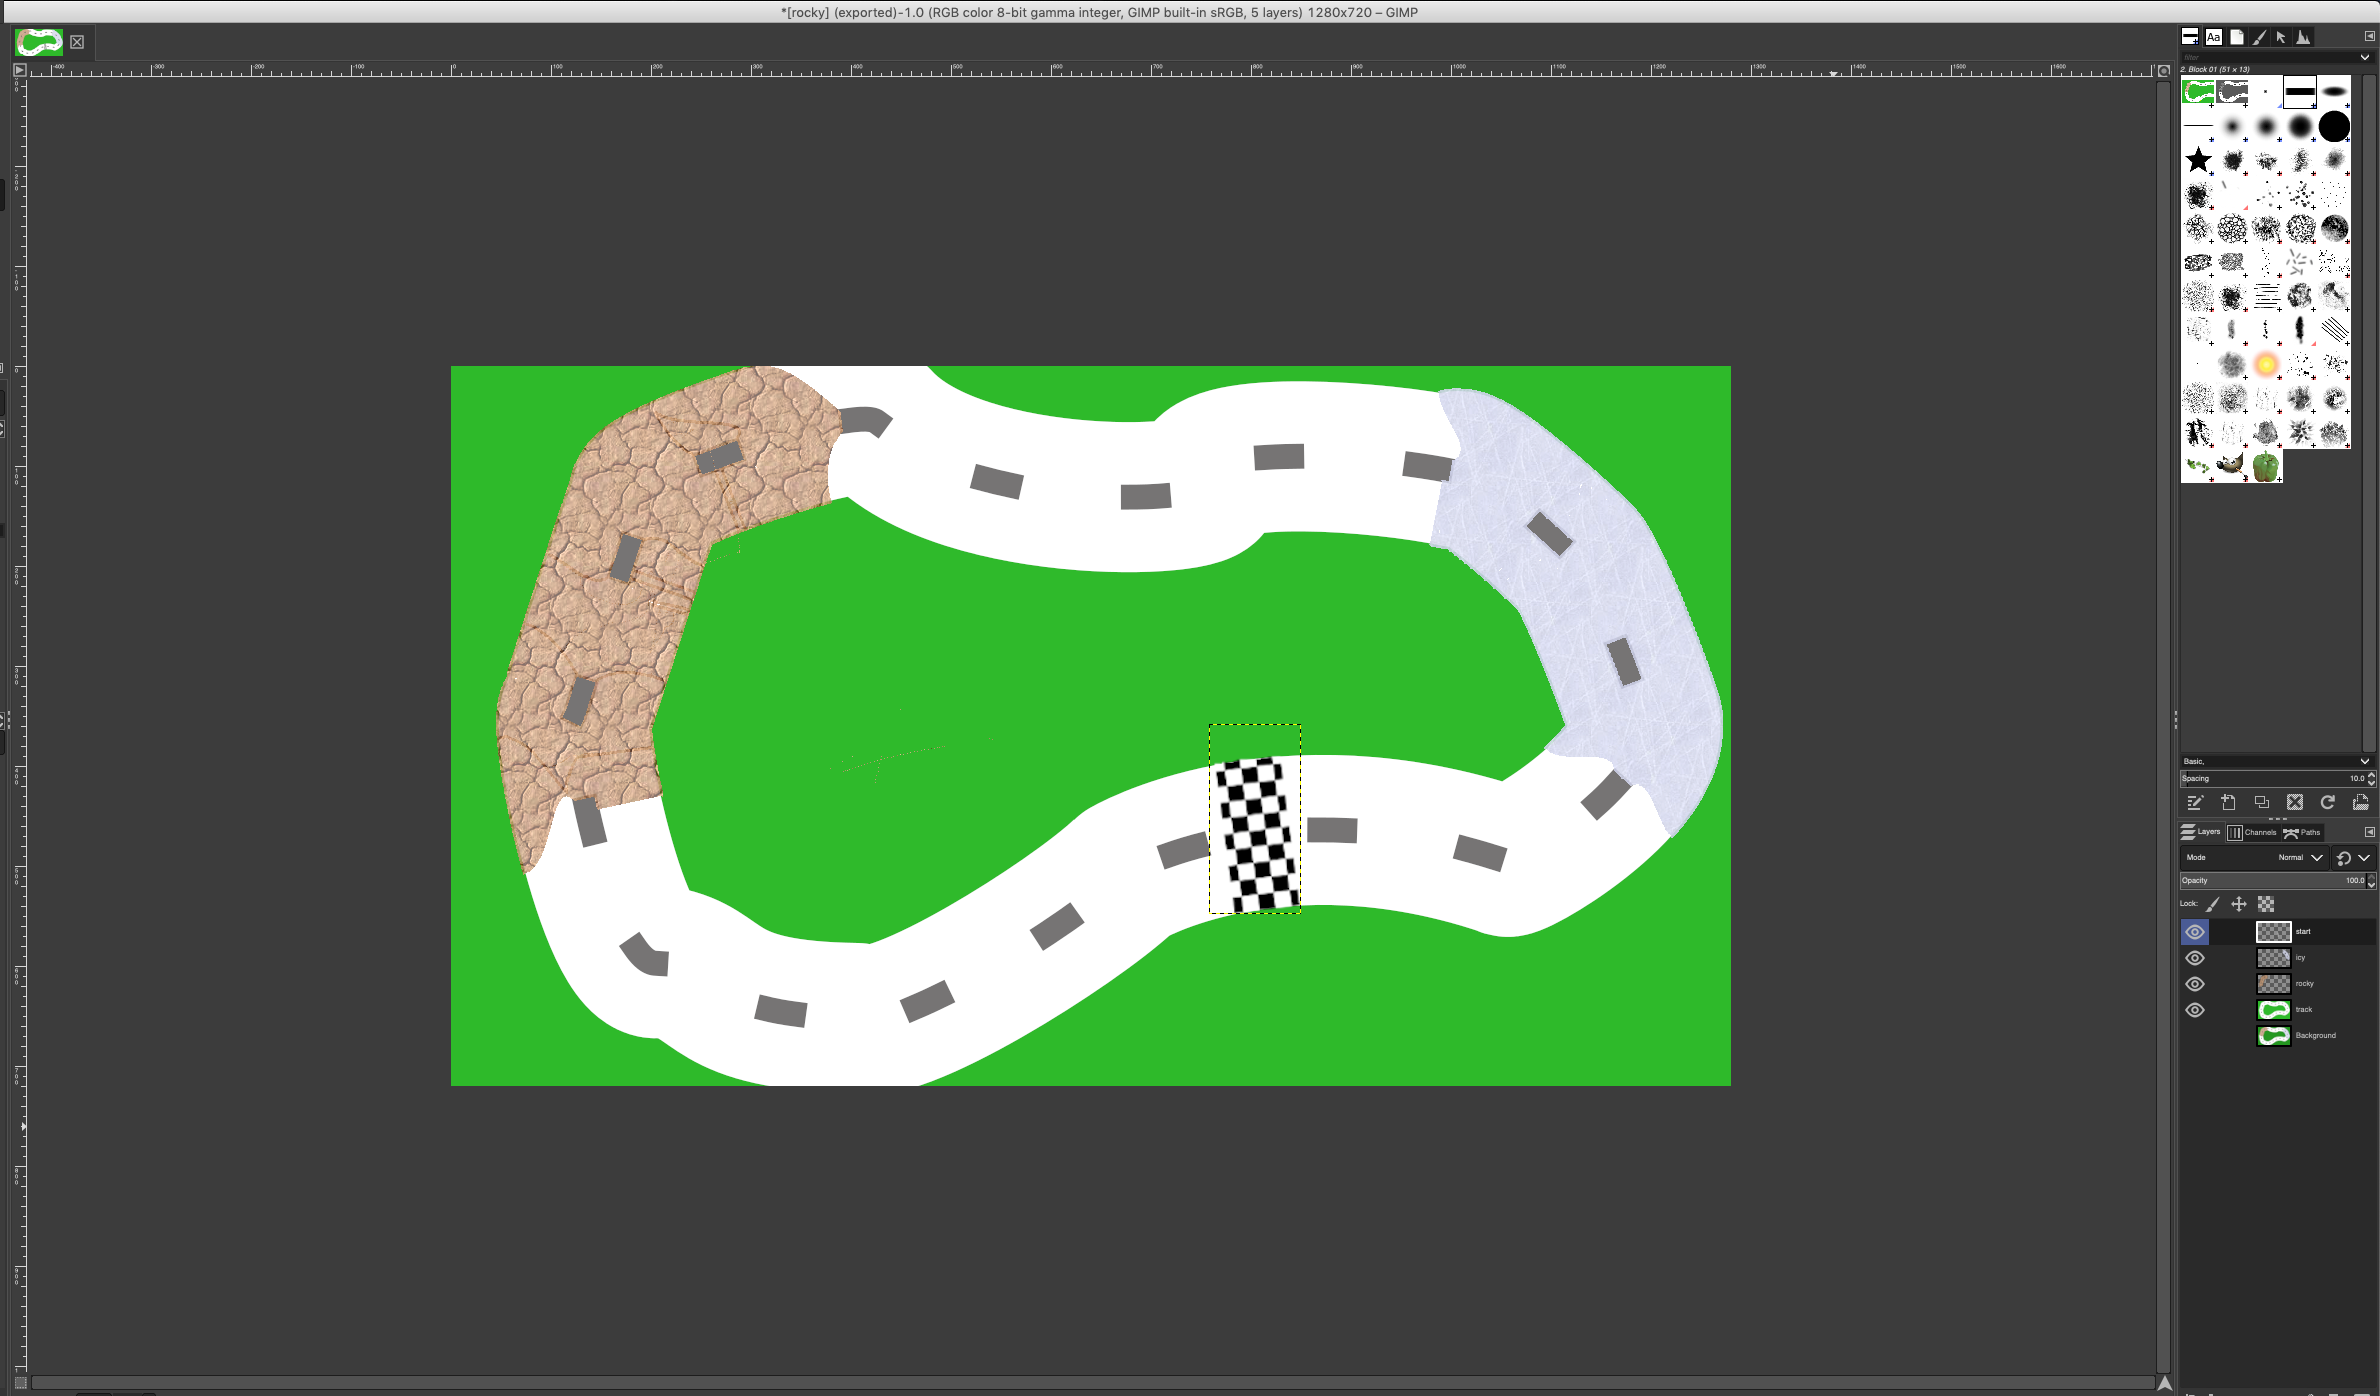 *[rocky] (exported)-1.0 (RGB color 8-bit gamma integer, GIMP built-in sRGB, 5 layers) 1280x720 – GIMP
Aa
filter
2. Block 01 (51 × 13)
Basic,
Spacing 10.0
Layers Channels Paths
Mode Normal
Opacity 100.0
Lock:
start
icy
rocky
track
Background